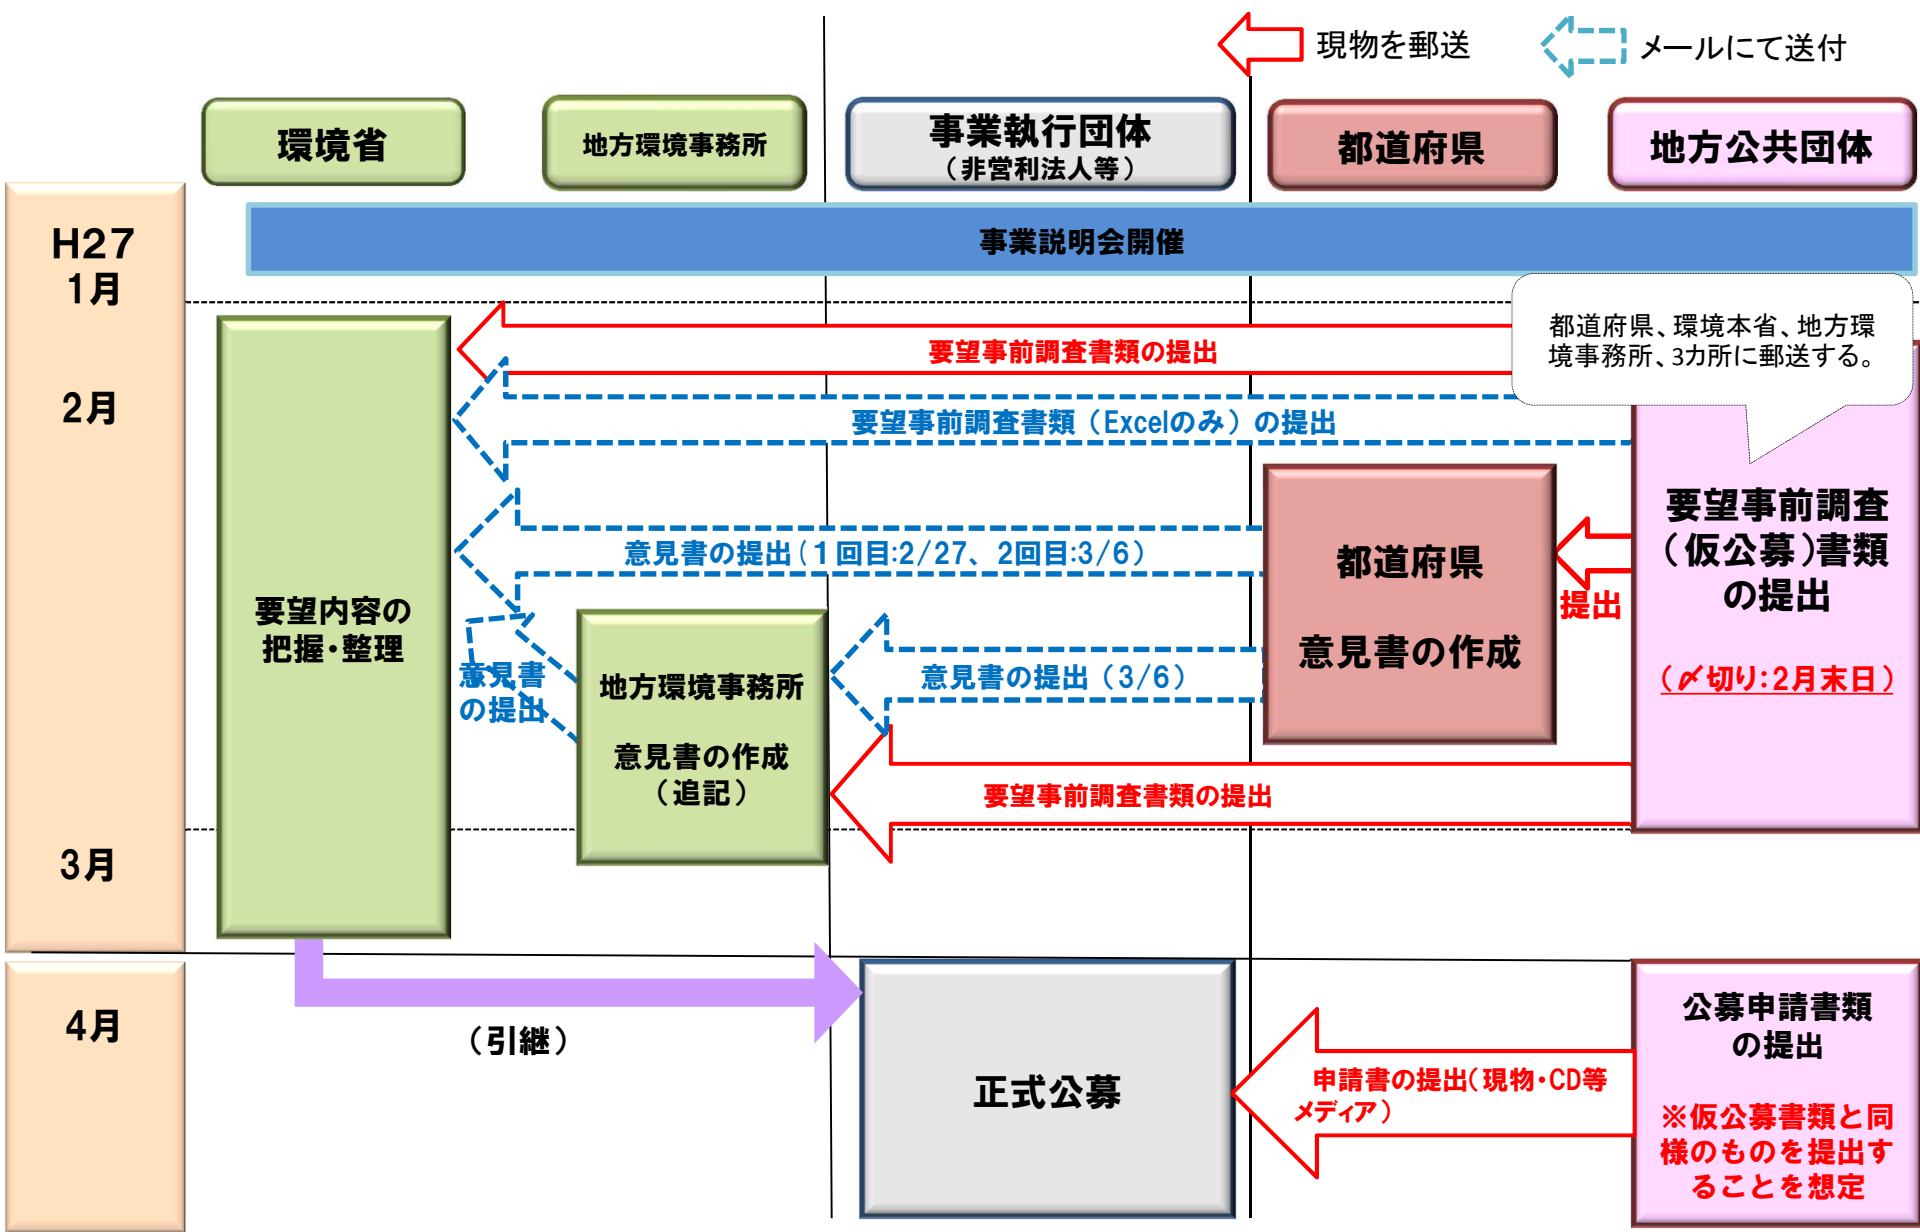 現物を郵送
メールにて送付
環境省
地方環境事務所
事業執行団体
（非営利法人等）
都道府県
地方公共団体
H27
1月
事業説明会開催
都道府県、環境本省、地方環
境事務所、3カ所に郵送する。
要望事前調査書類の提出
2月
要望事前調査書類（Excelのみ）の提出
要望事前調査
（仮公募）書類
の提出
（〆切り：2月末日）
意見書の提出（１回目：2/27、2回目：3/6）
都道府県
意見書の作成
提出
要望内容の
把握・整理
意見書
の提出
地方環境事務所
意見書の作成
（追記）
意見書の提出（3/6）
要望事前調査書類の提出
3月
4月
（引継）
正式公募
申請書の提出（現物・CD等
メディア）
公募申請書類
の提出
※仮公募書類と同
様のものを提出す
ることを想定